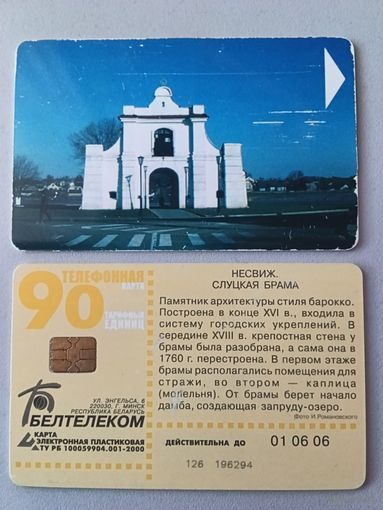 90
ТЕЛЕФОННАЯ
КАРТА
ТАРИФНЫХ
ЕДИНИЦ
УЛ. ЭНГЕЛЬСА, 6
220030, Г. МИНСК
РЕСПУБЛИКА БЕЛАРУСЬ
БЕЛТЕЛЕКОМ
КАРТА
ЭЛЕКТРОННАЯ ПЛАСТИКОВАЯ
ТУ РБ 100059904.001-2000
НЕСВИЖ.
СЛУЦКАЯ БРАМА
Памятник архитектуры стиля барокко.
Построена в конце XVI в., входила в
систему городских укреплений. В
середине XVIII в. крепостная стена у
брамы была разобрана, а сама она в
1760 г. перестроена. В первом этаже
брамы располагались помещения для
стражи, во втором — каплица
(молельня). От брамы берет начало
дамба, создающая запруду-озеро.
Фото И.Романовского
ДЕЙСТВИТЕЛЬНА ДО 01 06 06
126 196294